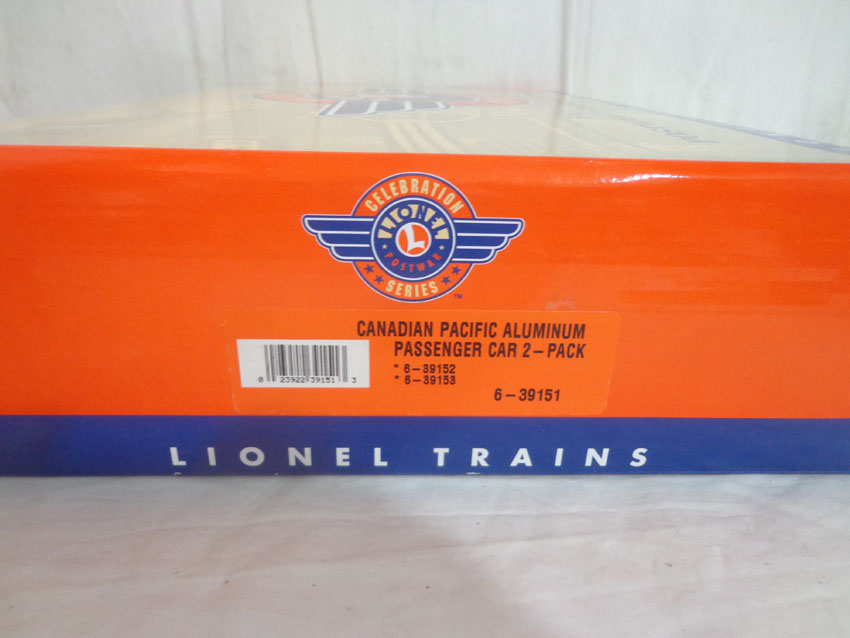 CELEBRATION
LIONEL
POSTWAR
SERIES
TM
CANADIAN PACIFIC ALUMINUM
PASSENGER CAR 2-PACK
* 6-39152
* 6-39153
6-39151
0 23922 39151 3
LIONEL TRAINS